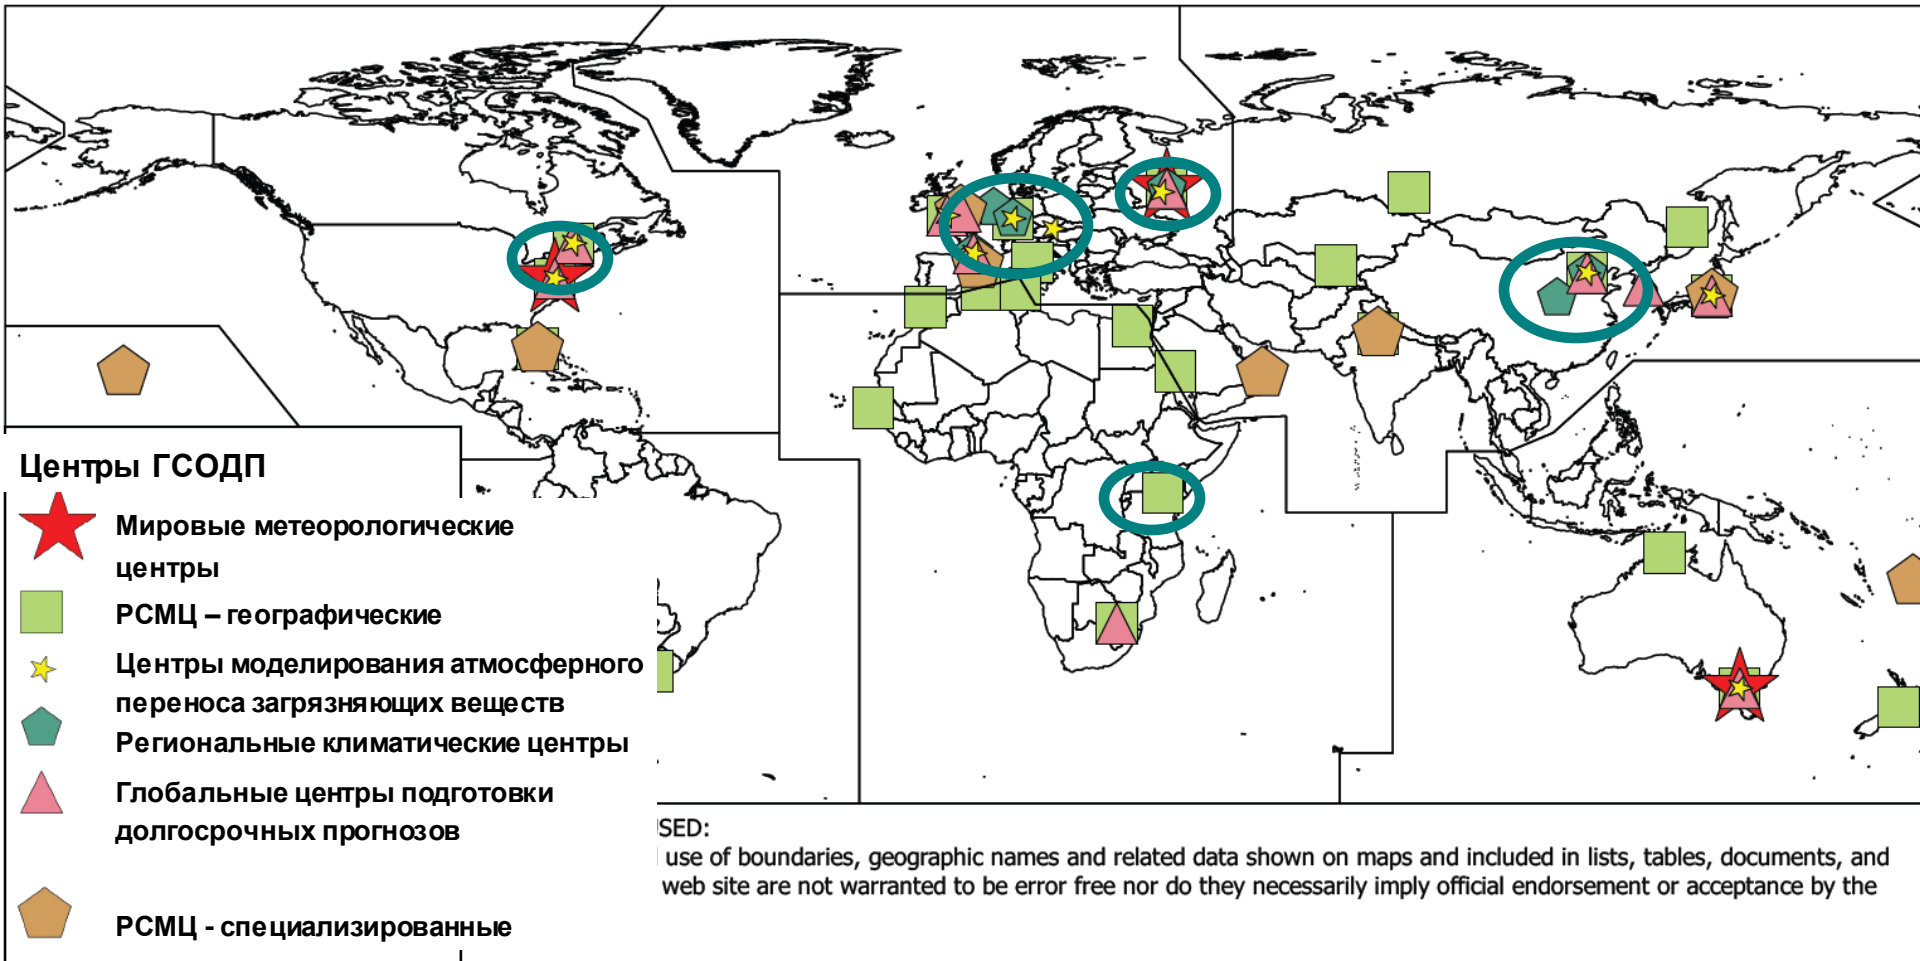 Центры ГСОДП
Мировые метеорологические
центры
РСМЦ – географические
Центры моделирования атмосферного
переноса загрязняющих веществ
Региональные климатические центры
Глобальные центры подготовки
долгосрочных прогнозов
РСМЦ - специализированные
SED:
use of boundaries, geographic names and related data shown on maps and included in lists, tables, documents, and
web site are not warranted to be error free nor do they necessarily imply official endorsement or acceptance by the